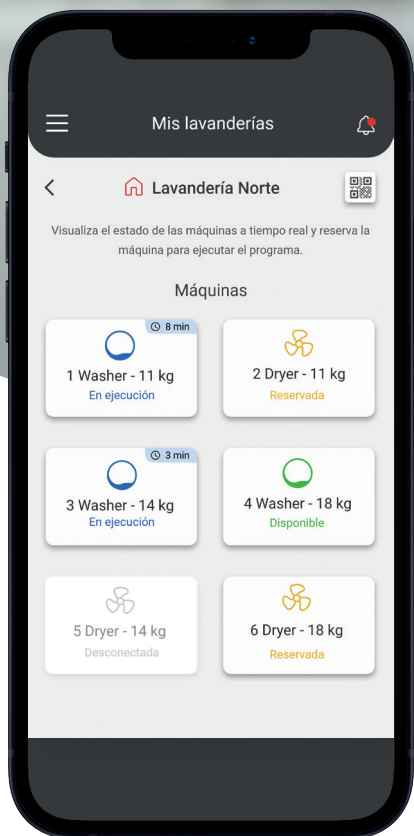 Mis lavanderías
Lavandería Norte
Visualiza el estado de las máquinas a tiempo real y reserva la
máquina para ejecutar el programa.
Máquinas
8 min
1 Washer - 11 kg
En ejecución
2 Dryer - 11 kg
Reservada
3 min
3 Washer - 14 kg
En ejecución
4 Washer - 18 kg
Disponible
5 Dryer - 14 kg
Desconectada
6 Dryer - 18 kg
Reservada